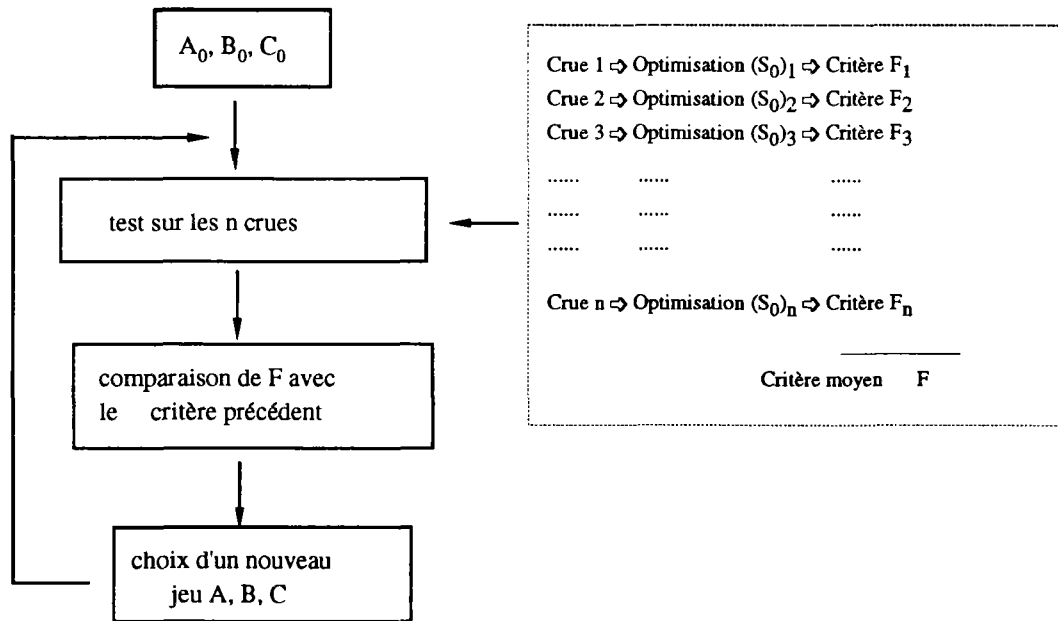 A₀, B₀, C₀
test sur les n crues
comparaison de F avec
le critère précédent
choix d'un nouveau
jeu A, B, C
Crue 1 ➩ Optimisation (S₀)₁ ➩ Critère F₁
Crue 2 ➩ Optimisation (S₀)₂ ➩ Critère F₂
Crue 3 ➩ Optimisation (S₀)₃ ➩ Critère F₃
...... ...... ......
...... ...... ......
...... ...... ......
Crue n ➩ Optimisation (S₀)ₙ ➩ Critère Fₙ
Critère moyen F